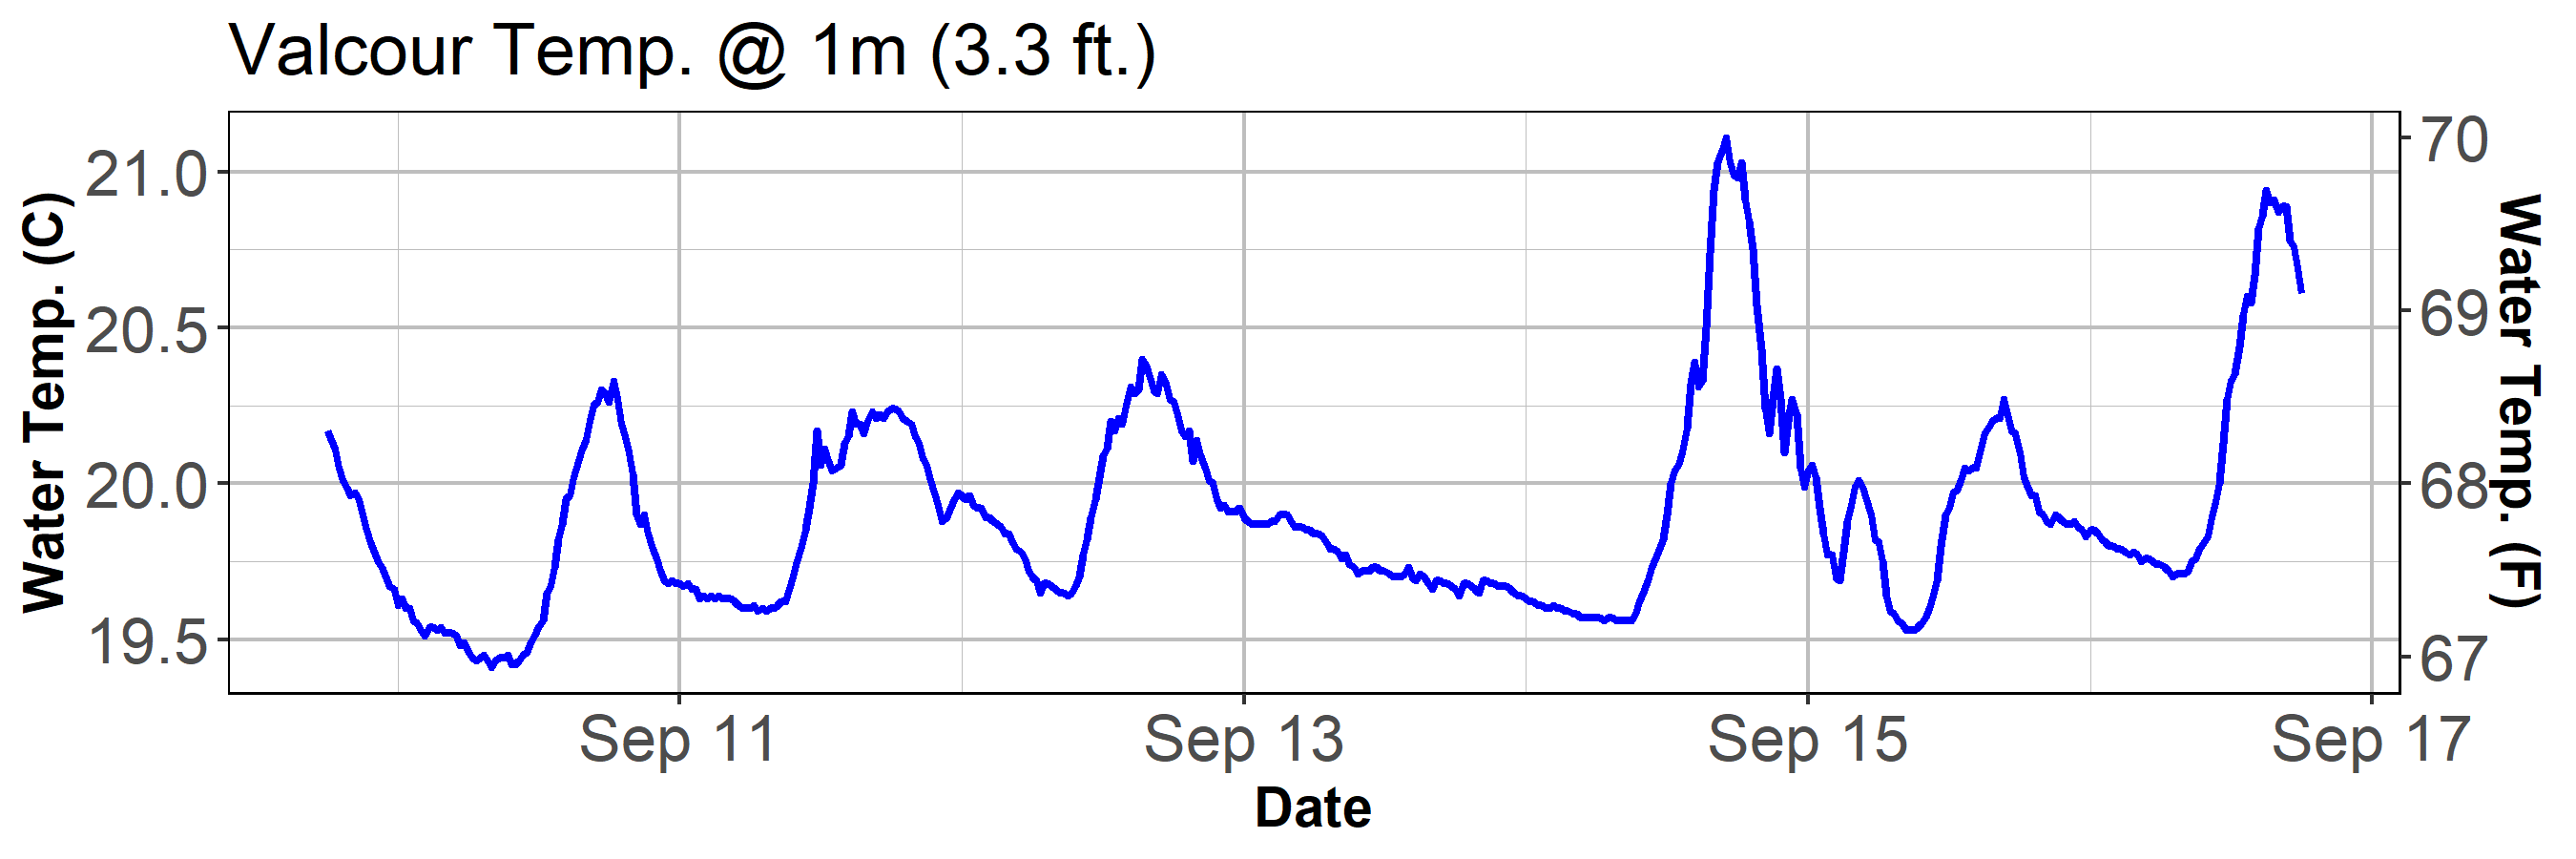 Valcour Temp. @ 1m (3.3 ft.)
Water Temp. (C)
21.0
20.5
20.0
19.5
70
69
68
67
Water Temp. (F)
Sep 11
Sep 13
Sep 15
Sep 17
Date